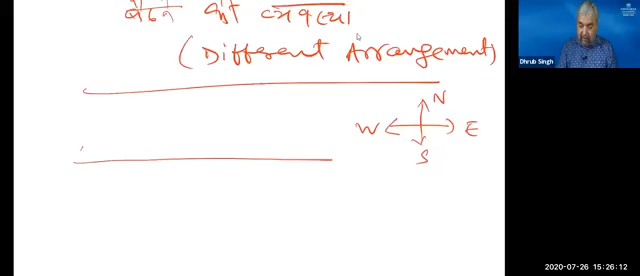 बैठने की व्यवस्था
(Different Arrangement)
N
W E
S
Dhrub Singh
2020-07-26 15:26:12